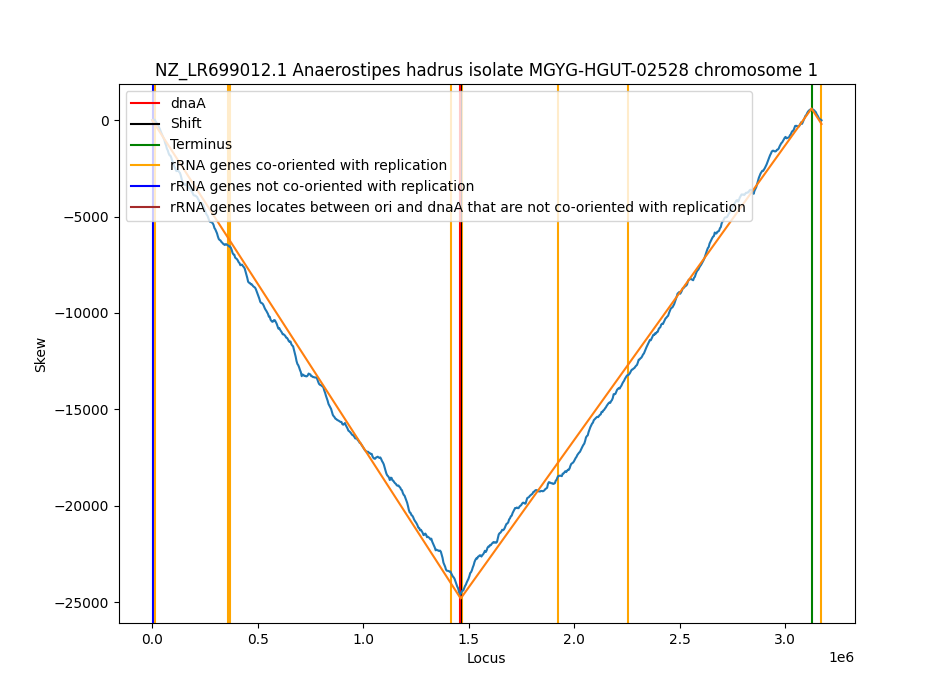 NZ_LR699012.1 Anaerostipes hadrus isolate MGYG-HGUT-02528 chromosome 1
dnaA
Shift
Terminus
rRNA genes co-oriented with replication
rRNA genes not co-oriented with replication
rRNA genes locates between ori and dnaA that are not co-oriented with replication
0
−5000
−10000
−15000
−20000
−25000
Skew
0.0 0.5 1.0 1.5 2.0 2.5 3.0
1e6
Locus